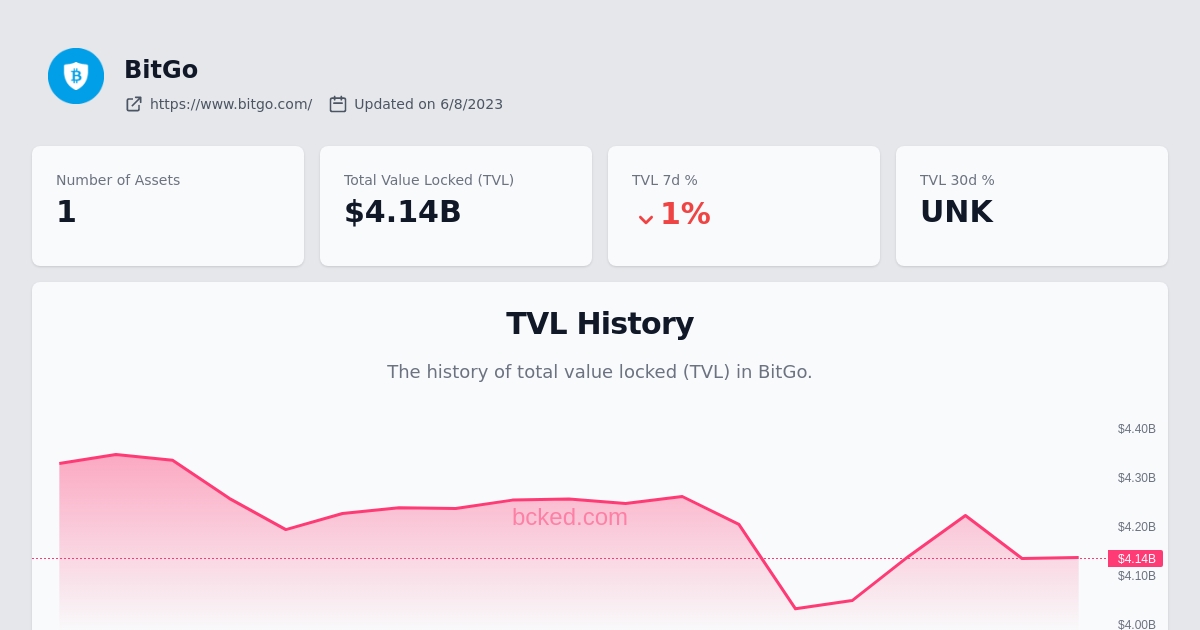 BitGo
https://www.bitgo.com/ Updated on 6/8/2023
Number of Assets
1
Total Value Locked (TVL)
$4.14B
TVL 7d %
1%
TVL 30d %
UNK
TVL History
The history of total value locked (TVL) in BitGo.
$4.40B
$4.30B
bcked.com
$4.20B
$4.14B
$4.10B
$4.00B